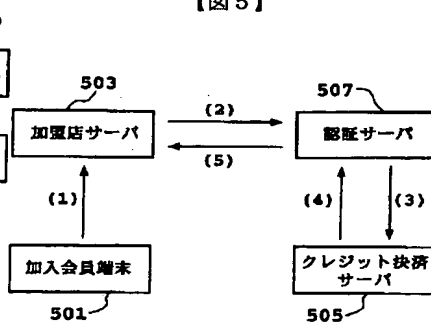 【図5】
503
加盟店サーバ
(2)
(5)
507
認証サーバ
(1)
(4)
(3)
加入会員端末
501
クレジット決済
サーバ
505